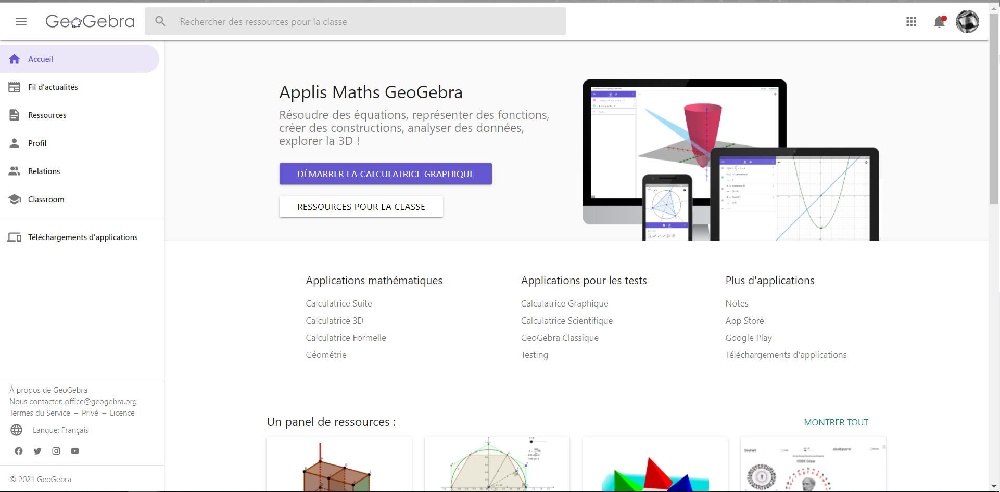 GeoGebra
Rechercher des ressources pour la classe
Accueil
Fil d'actualités
Ressources
Profil
Relations
Classroom
Téléchargements d'applications
À propos de GeoGebra
Nous contacter: office@geogebra.org
Termes du Service – Privé – Licence
Langue: Français
© 2021 GeoGebra
Applis Maths GeoGebra
Résoudre des équations, représenter des fonctions,
créer des constructions, analyser des données,
explorer la 3D !
DÉMARRER LA CALCULATRICE GRAPHIQUE
RESSOURCES POUR LA CLASSE
Applications mathématiques
Calculatrice Suite
Calculatrice 3D
Calculatrice Formelle
Géométrie
Applications pour les tests
Calculatrice Graphique
Calculatrice Scientifique
GeoGebra Classique
Testing
Plus d'applications
Notes
App Store
Google Play
Téléchargements d'applications
Un panel de ressources :
MONTRER TOUT
CODE César